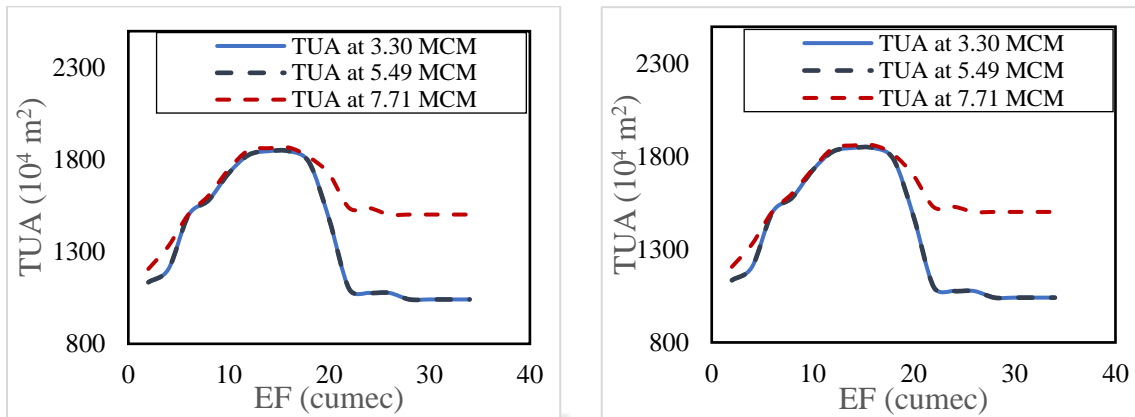 TUA at 3.30 MCM
TUA at 5.49 MCM
TUA at 7.71 MCM
2300
1800
1300
800
TUA (10⁴ m²)
0 10 20 30 40
EF (cumec)
TUA at 3.30 MCM
TUA at 5.49 MCM
TUA at 7.71 MCM
2300
1800
1300
800
TUA (10⁴ m²)
0 10 20 30 40
EF (cumec)